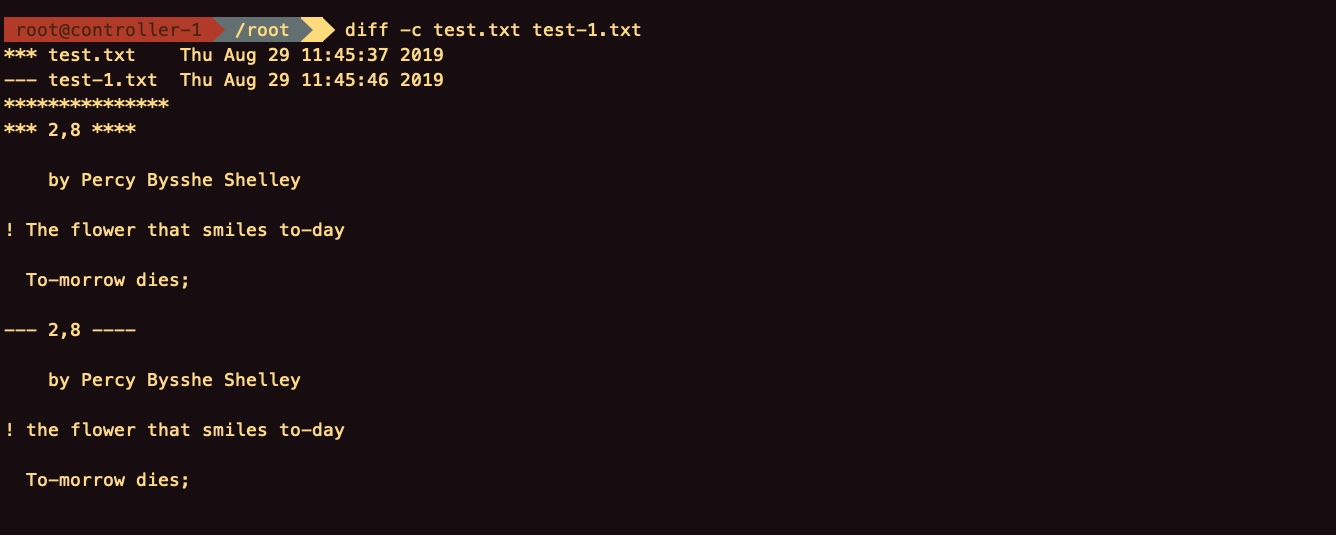 root@controller-1 /root diff -c test.txt test-1.txt
*** test.txt    Thu Aug 29 11:45:37 2019
--- test-1.txt  Thu Aug 29 11:45:46 2019
***************
*** 2,8 ****
    by Percy Bysshe Shelley
! The flower that smiles to-day
  To-morrow dies;
--- 2,8 ----
    by Percy Bysshe Shelley
! the flower that smiles to-day
  To-morrow dies;